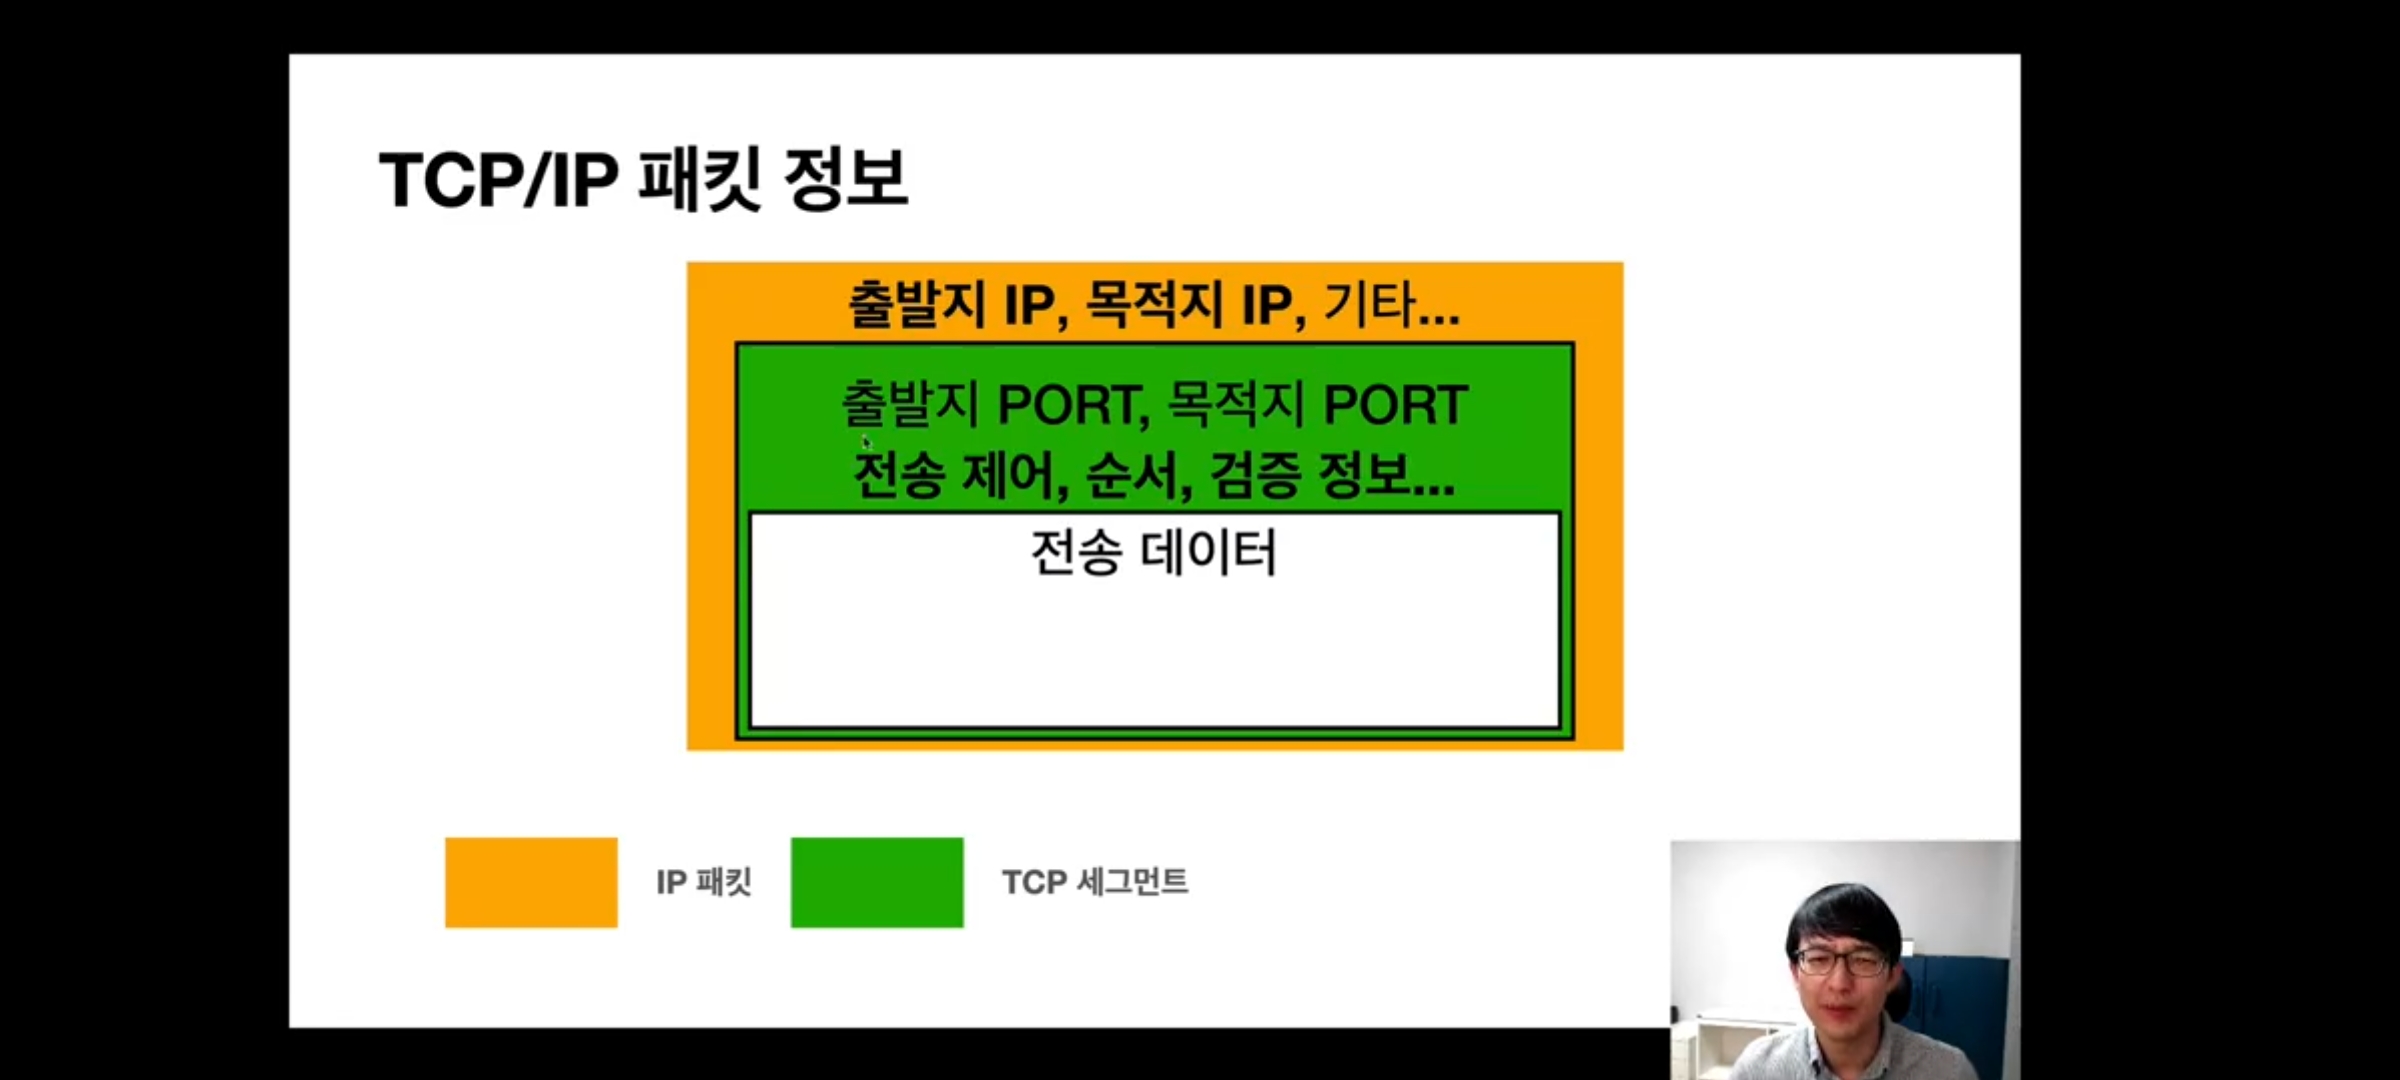 TCP/IP 패킷 정보
출발지 IP, 목적지 IP, 기타...
출발지 PORT, 목적지 PORT
전송 제어, 순서, 검증 정보...
전송 데이터
IP 패킷
TCP 세그먼트